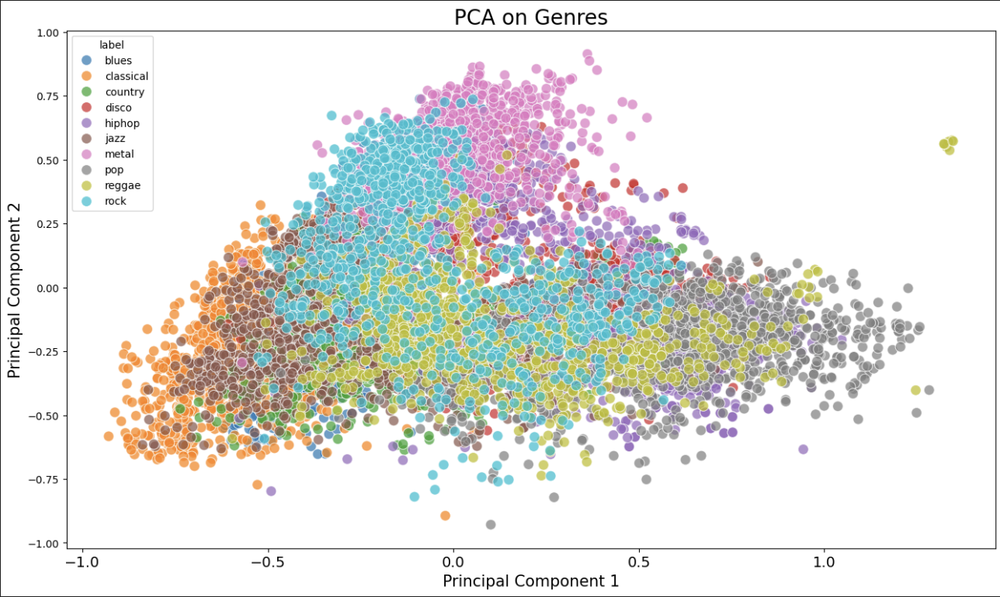 PCA on Genres
label
blues
classical
country
disco
hiphop
jazz
metal
pop
reggae
rock
1.00
0.75
0.50
0.25
0.00
−0.25
−0.50
−0.75
−1.00
Principal Component 2
−1.0 −0.5 0.0 0.5 1.0
Principal Component 1